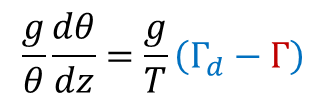 g/θ dθ/dz = g/T (Γ_d − Γ)